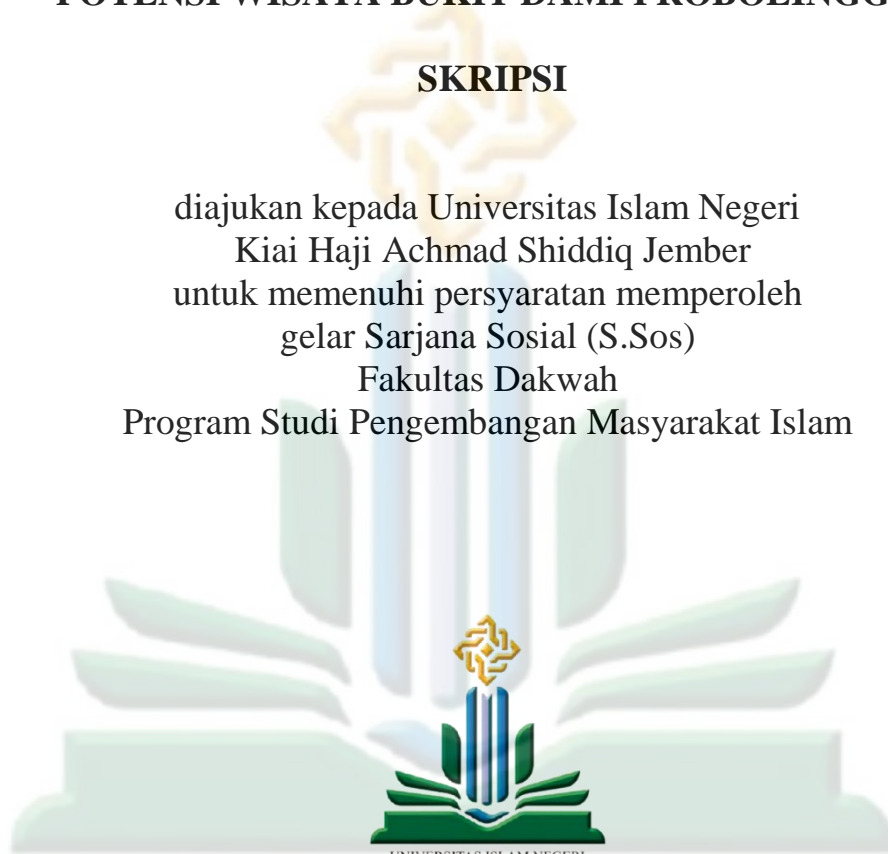 POTENSI WISATA BUKIT DAMI PROBOLINGG
SKRIPSI
diajukan kepada Universitas Islam Negeri
Kiai Haji Achmad Shiddiq Jember
untuk memenuhi persyaratan memperoleh
gelar Sarjana Sosial (S.Sos)
Fakultas Dakwah
Program Studi Pengembangan Masyarakat Islam
UNIVERSITAS ISLAM NEGERI